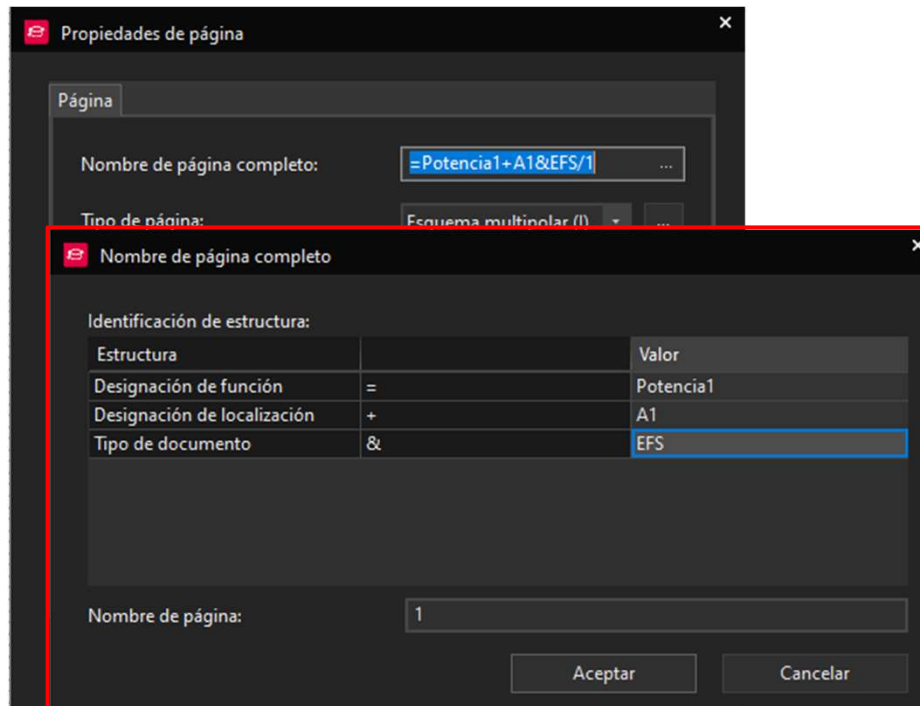 Propiedades de página
Página
Nombre de página completo: =Potencia1+A1&EFS/1 ...
Tipo de página: Esquema multipolar (I) ...
Nombre de página completo
Identificación de estructura:
Estructura Valor
Designación de función = Potencia1
Designación de localización + A1
Tipo de documento & EFS
Nombre de página: 1
Aceptar Cancelar